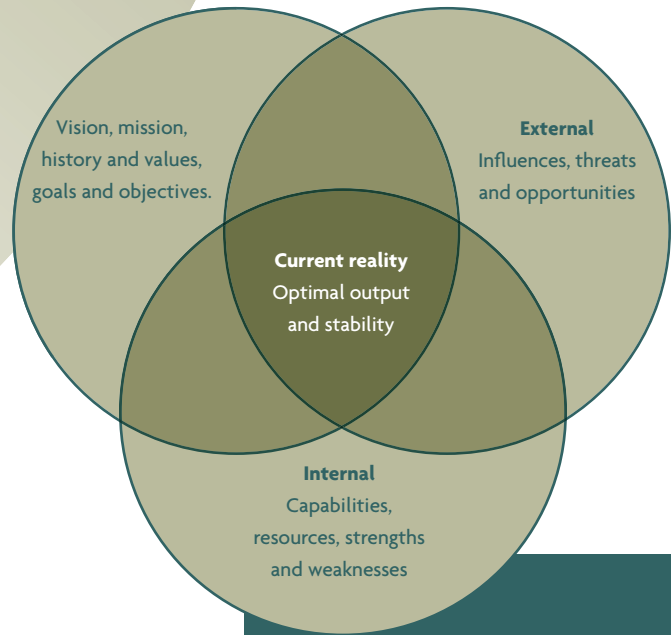 Vision, mission,
history and values,
goals and objectives.
External
Influences, threats
and opportunities
Current reality
Optimal output
and stability
Internal
Capabilities,
resources, strengths
and weaknesses